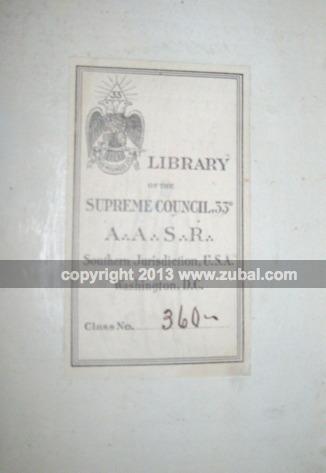 33
LIBRARY
OF THE
SUPREME COUNCIL, 33°
A∴A∴S∴R∴
Southern Jurisdiction, U.S.A.
copyright 2013 www.zubal.com
Washington, D.C.
Class No. 360